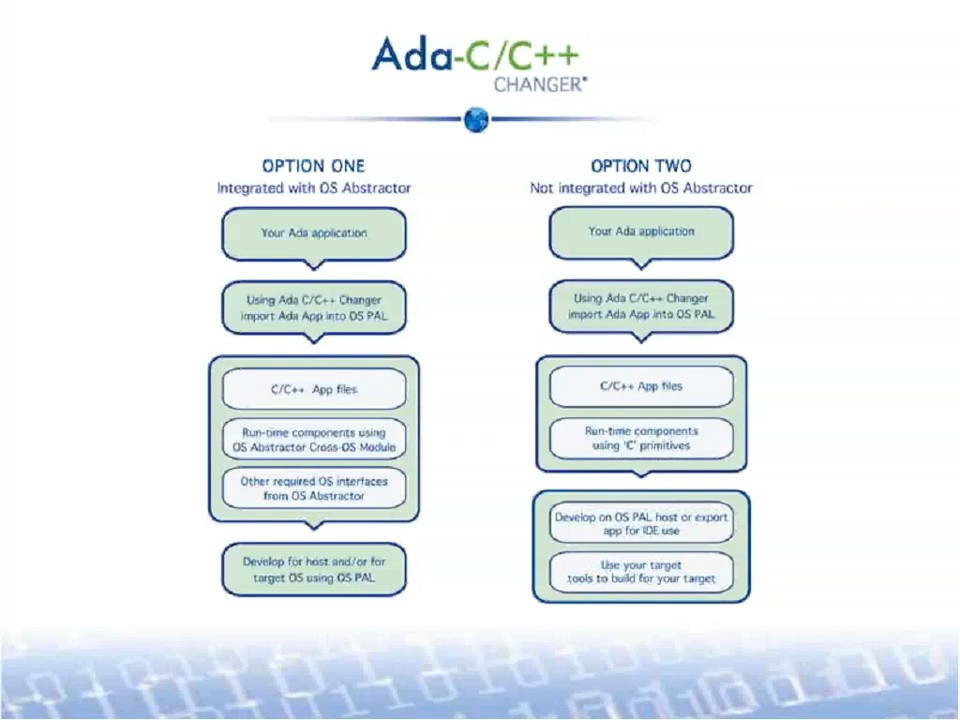 Ada-C/C++
CHANGER
OPTION ONE
Integrated with OS Abstractor
Your Ada application
Using Ada C/C++ Changer
import Ada App into OS PAL
C/C++ App files
Run-time components using
OS Abstractor Cross-OS Module
Other required OS interfaces
from OS Abstractor
Develop for host and/or for
target OS using OS PAL
OPTION TWO
Not integrated with OS Abstractor
Your Ada application
Using Ada C/C++ Changer
import Ada App into OS PAL
C/C++ App files
Run-time components
using 'C' primitives
Develop on OS PAL host or export
app for IDE use
Use your target
tools to build for your target